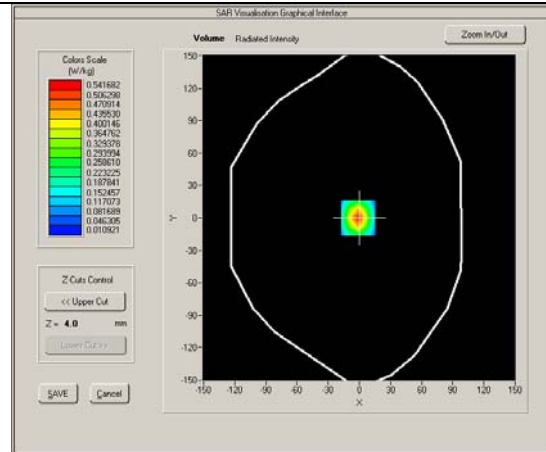 SAR Visualisation Graphical Interface
Volume Radiated Intensity
Zoom In/Out
Colors Scale
(W/kg)
0.541682
0.506298
0.470914
0.435530
0.400146
0.364762
0.329378
0.293994
0.258610
0.223225
0.187841
0.152457
0.117073
0.081689
0.046305
0.010921
Z Cuts Control
<< Upper Cut
Z = 4.0 mm
Lower Cut >>
SAVE
Cancel
150
120
90
60
30
0
-30
-60
-90
-120
-150
Y
-150 -120 -90 -60 -30 0 30 60 90 120 150
X